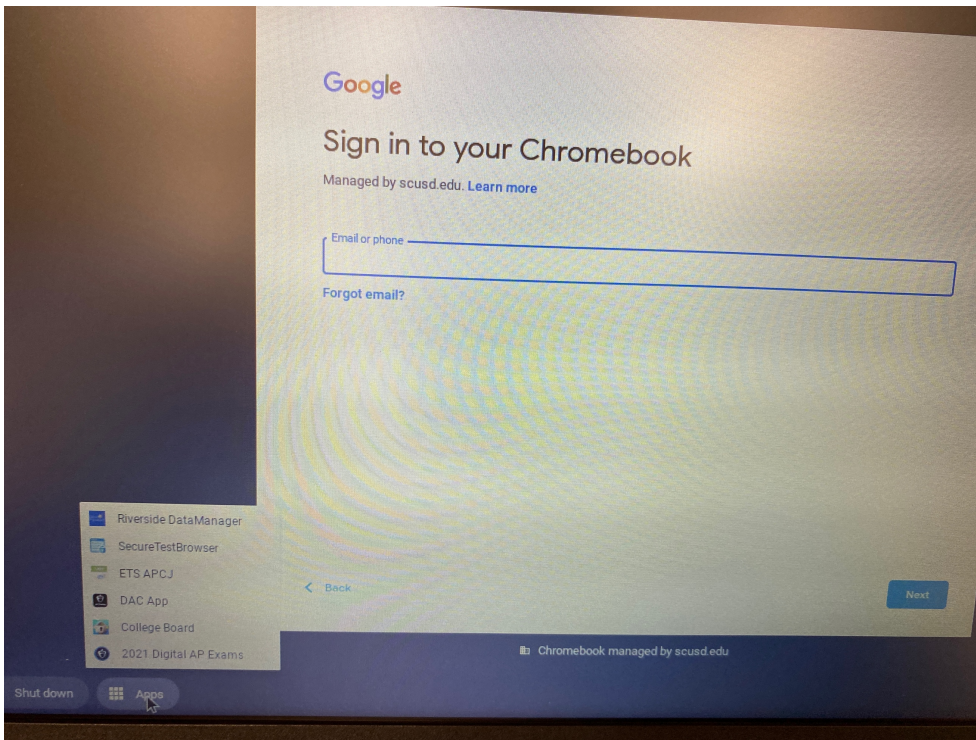 Google
Sign in to your Chromebook
Managed by scusd.edu. Learn more
Email or phone
Forgot email?
Back
Next
Riverside DataManager
SecureTestBrowser
ETS APCJ
DAC App
College Board
2021 Digital AP Exams
Chromebook managed by scusd.edu
Shut down
Apps